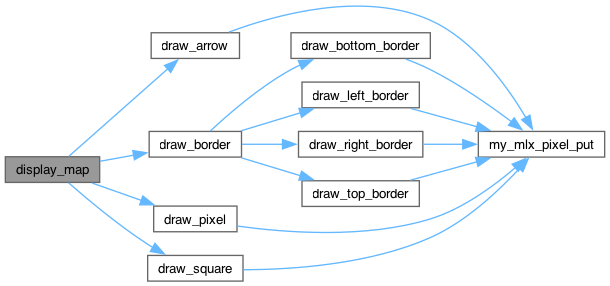 display_map
draw_arrow
draw_border
draw_pixel
draw_square
draw_bottom_border
draw_left_border
draw_right_border
draw_top_border
my_mlx_pixel_put